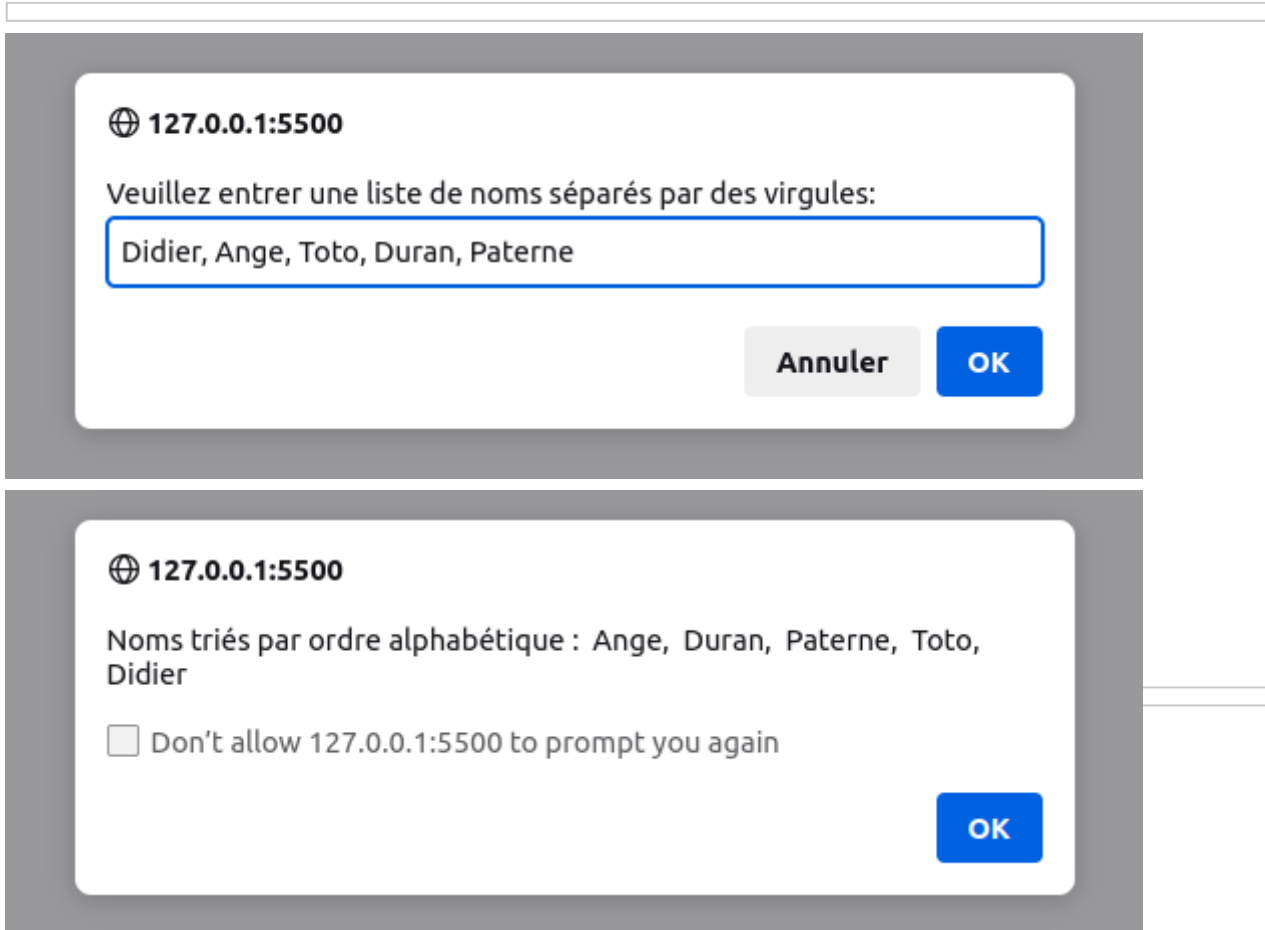 127.0.0.1:5500
Veuillez entrer une liste de noms séparés par des virgules:
Didier, Ange, Toto, Duran, Paterne
Annuler OK
127.0.0.1:5500
Noms triés par ordre alphabétique :  Ange,  Duran,  Paterne,  Toto,
Didier
Don't allow 127.0.0.1:5500 to prompt you again
OK